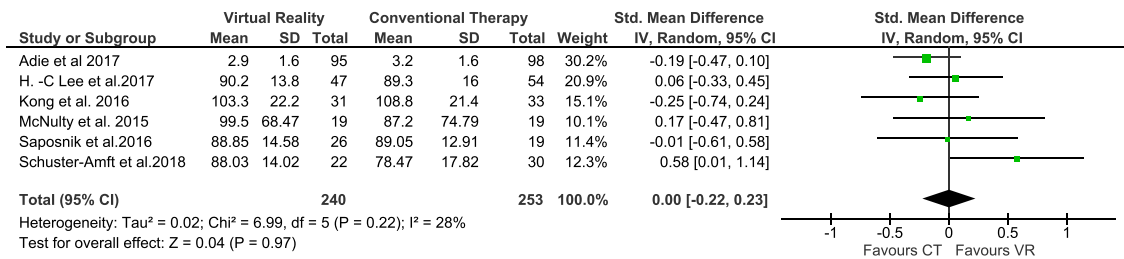 Virtual Reality Conventional Therapy Std. Mean Difference Std. Mean Difference
Study or Subgroup Mean SD Total Mean SD Total Weight IV, Random, 95% CI IV, Random, 95% CI
Adie et al 2017 2.9 1.6 95 3.2 1.6 98 30.2% -0.19 [-0.47, 0.10]
H. -C Lee et al.2017 90.2 13.8 47 89.3 16 54 20.9% 0.06 [-0.33, 0.45]
Kong et al. 2016 103.3 22.2 31 108.8 21.4 33 15.1% -0.25 [-0.74, 0.24]
McNulty et al. 2015 99.5 68.47 19 87.2 74.79 19 10.1% 0.17 [-0.47, 0.81]
Saposnik et al.2016 88.85 14.58 26 89.05 12.91 19 11.4% -0.01 [-0.61, 0.58]
Schuster-Amft et al.2018 88.03 14.02 22 78.47 17.82 30 12.3% 0.58 [0.01, 1.14]
Total (95% CI) 240 253 100.0% 0.00 [-0.22, 0.23]
Heterogeneity: Tau² = 0.02; Chi² = 6.99, df = 5 (P = 0.22); I² = 28%
Test for overall effect: Z = 0.04 (P = 0.97)
-1 -0.5 0 0.5 1
Favours CT Favours VR